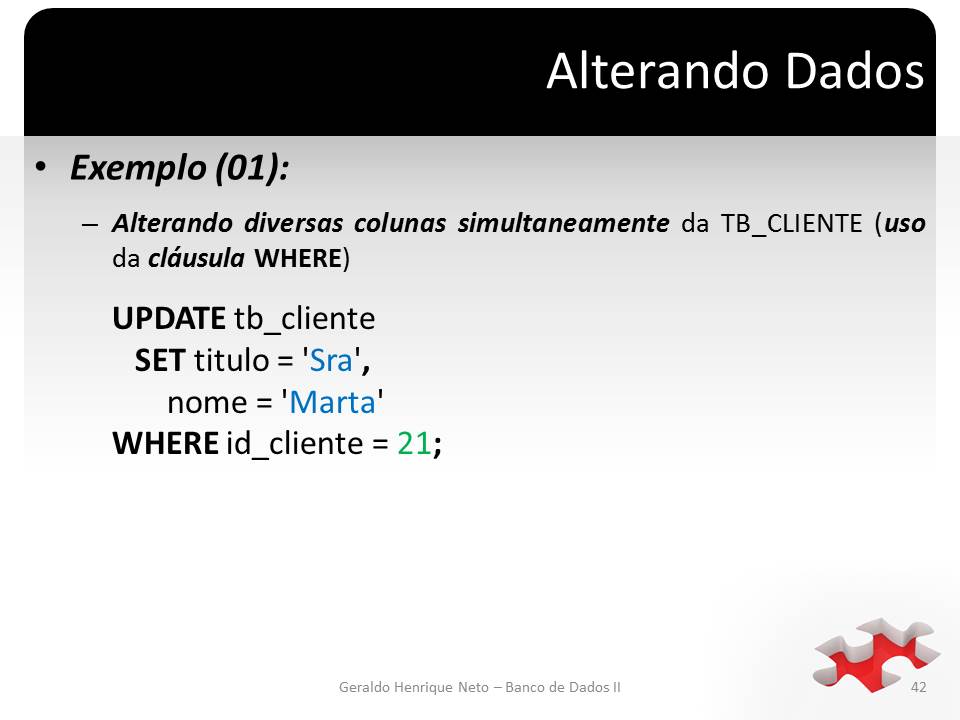 Alterando Dados
• Exemplo (01):
– Alterando diversas colunas simultaneamente da TB_CLIENTE (uso
da cláusula WHERE)
UPDATE tb_cliente
SET titulo = 'Sra',
nome = 'Marta'
WHERE id_cliente = 21;
Geraldo Henrique Neto – Banco de Dados II
42